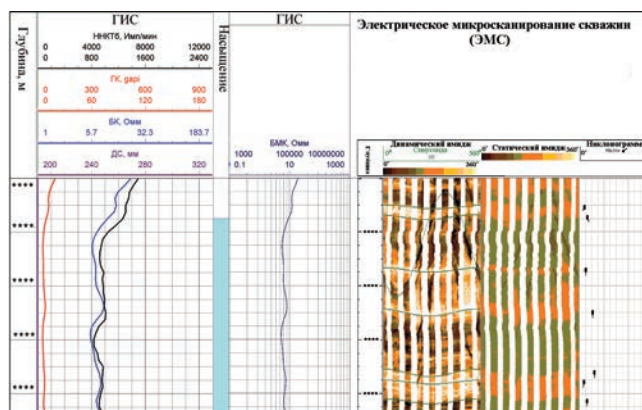 ГИС
ГИС
Электрическое микросканирование скважин
(ЭМС)
Глубина, м
ННКТб, Имп/мин
0 4000 8000 12000
0 800 1600 2400
ГК, gapi
0 300 600 900
0 60 120 180
БК, Омм
1 5.7 32.3 183.7
ДС, мм
200 240 280 320
Насыщение
БМК, Омм
1000 100000 10000000
0.1 10 1000
Динамический имидж
Синусоида
0° 360°
Статический имидж
0° 360°
Наклонограмма
0°
****
****
****
****
****
****
****
****
****